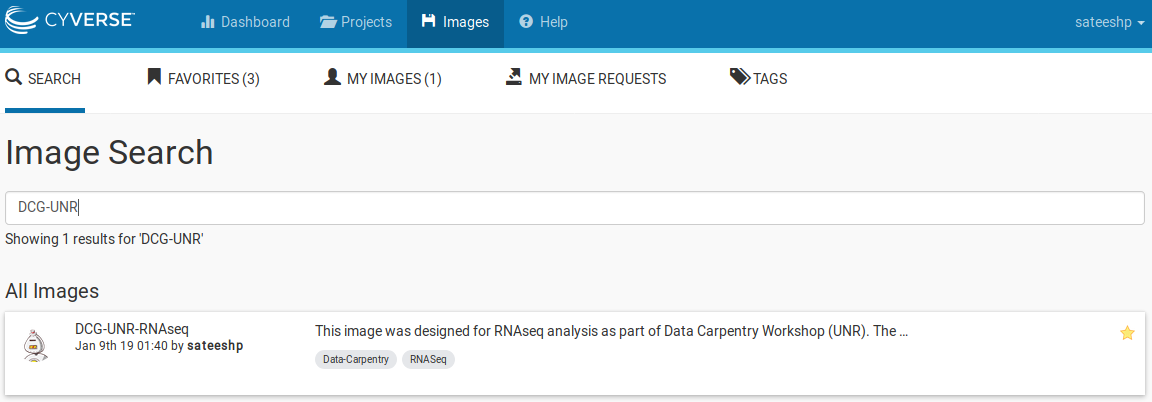 CYVERSE Dashboard Projects Images Help sateeshp
SEARCH FAVORITES (3) MY IMAGES (1) MY IMAGE REQUESTS TAGS
Image Search
DCG-UNR
Showing 1 results for 'DCG-UNR'
All Images
DCG-UNR-RNAseq
Jan 9th 19 01:40 by sateeshp
This image was designed for RNAseq analysis as part of Data Carpentry Workshop (UNR). The ...
Data-Carpentry RNASeq